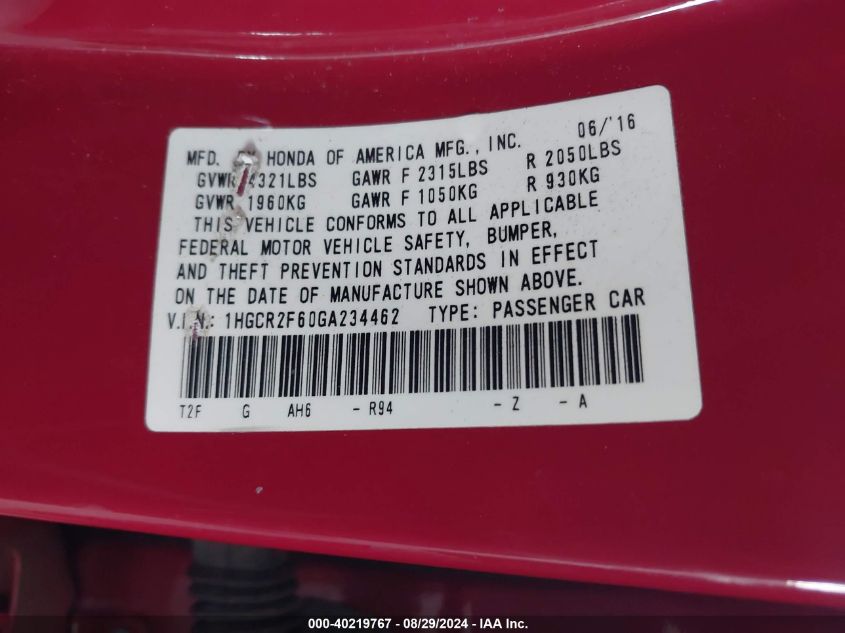 MFD. BY HONDA OF AMERICA MFG., INC. 06/'16
GVWR 4321LBS GAWR F 2315LBS R 2050LBS
GVWR 1960KG GAWR F 1050KG R 930KG
THIS VEHICLE CONFORMS TO ALL APPLICABLE
FEDERAL MOTOR VEHICLE SAFETY, BUMPER,
AND THEFT PREVENTION STANDARDS IN EFFECT
ON THE DATE OF MANUFACTURE SHOWN ABOVE.
V.I.N: 1HGCR2F60GA234462 TYPE: PASSENGER CAR
T2F G AH6 - R94 - Z - A
000-40219767 - 08/29/2024 - IAA Inc.